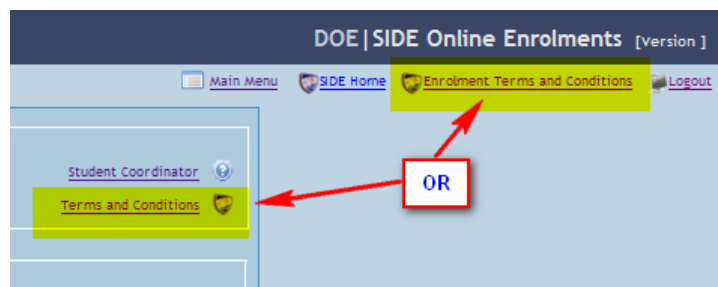 DOE|SIDE Online Enrolments [Version ]
Main Menu SIDE Home Enrolment Terms and Conditions Logout
Student Coordinator
OR
Terms and Conditions